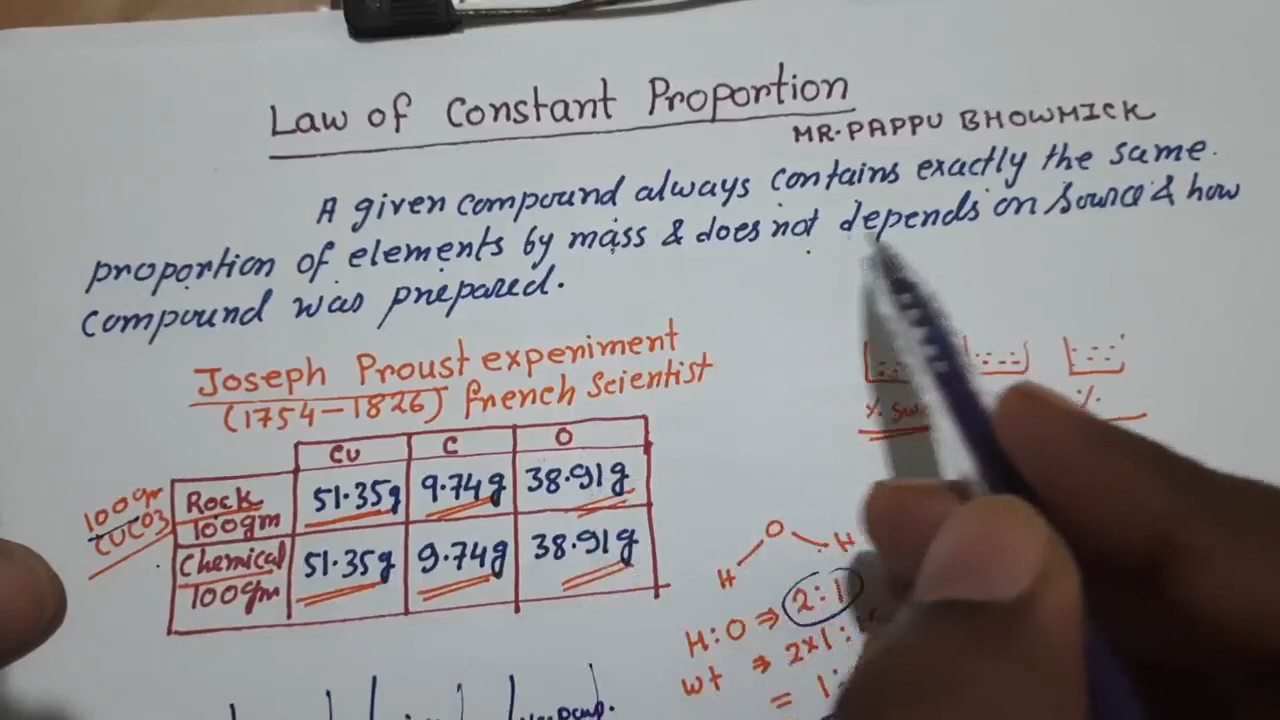 Law of Constant Proportion
MR. PAPPU BHOWMICK
A given compound always contains exactly the same.
proportion of elements by mass & does not depends on source & how
compound was prepared.
Joseph Proust experiment
(1754-1826) french Scientist
Cu C O
100gm
CUCO3
Rock 51.35g 9.74g 38.91g
100gm
Chemical 51.35g 9.74g 38.91g
100gm
%
%.
O
H H
H:O ⇒ 2:1
wt ⇒ 2x1:
= 1: